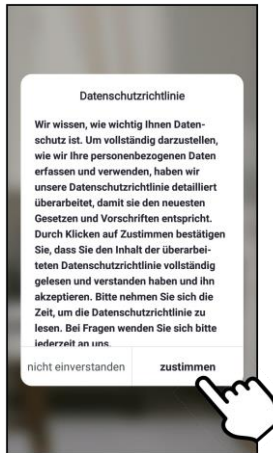 Datenschutzrichtlinie
Wir wissen, wie wichtig Ihnen Daten-
schutz ist. Um vollständig darzustellen,
wie wir Ihre personenbezogenen Daten
erfassen und verwenden, haben wir
unsere Datenschutzrichtlinie detailliert
überarbeitet, damit sie den neuesten
Gesetzen und Vorschriften entspricht.
Durch Klicken auf Zustimmen bestätigen
Sie, dass Sie den Inhalt der überarbei-
teten Datenschutzrichtlinie vollständig
gelesen und verstanden haben und ihn
akzeptieren. Bitte nehmen Sie sich die
Zeit, um die Datenschutzrichtlinie zu
lesen. Bei Fragen wenden Sie sich bitte
jederzeit an uns.
nicht einverstanden zustimmen